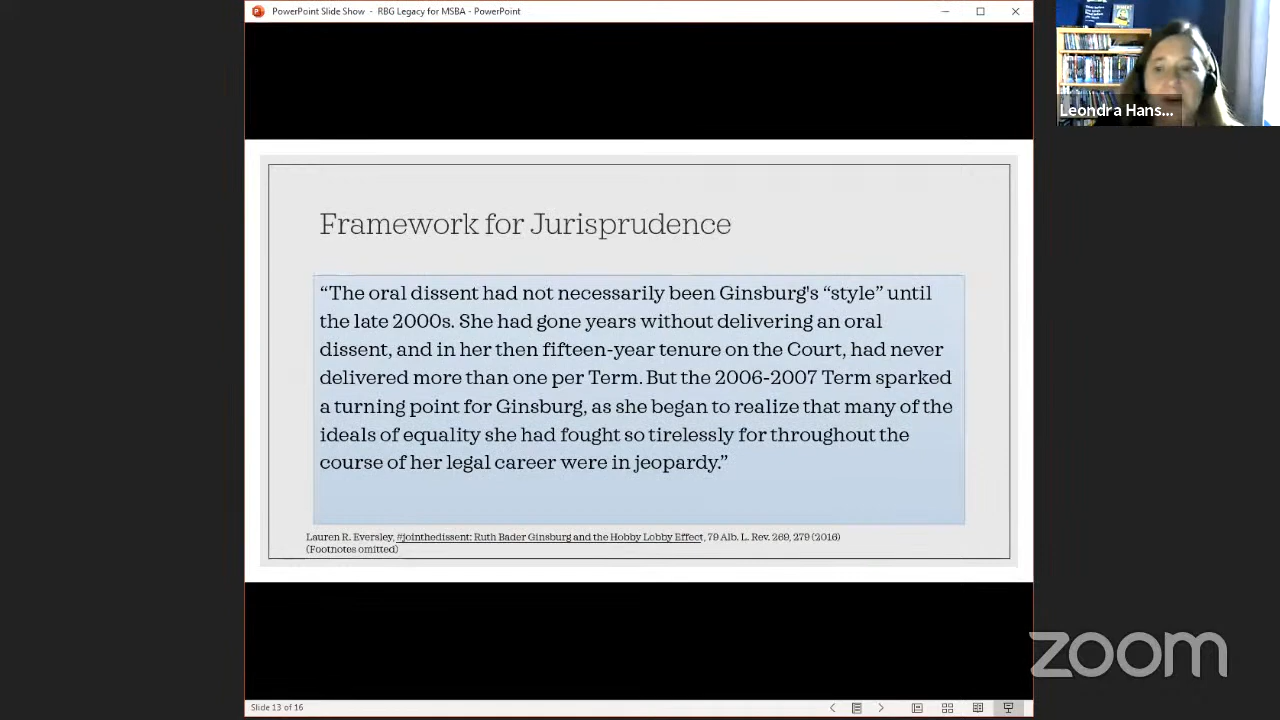 PowerPoint Slide Show - RBG Legacy for MSBA - PowerPoint
Leondra Hans...
Framework for Jurisprudence
“The oral dissent had not necessarily been Ginsburg's “style” until
the late 2000s. She had gone years without delivering an oral
dissent, and in her then fifteen-year tenure on the Court, had never
delivered more than one per Term. But the 2006-2007 Term sparked
a turning point for Ginsburg, as she began to realize that many of the
ideals of equality she had fought so tirelessly for throughout the
course of her legal career were in jeopardy.”
Lauren R. Eversley, #jointhedissent: Ruth Bader Ginsburg and the Hobby Lobby Effect, 79 Alb. L. Rev. 269, 279 (2016)
(Footnotes omitted)
zoom
Slide 13 of 16